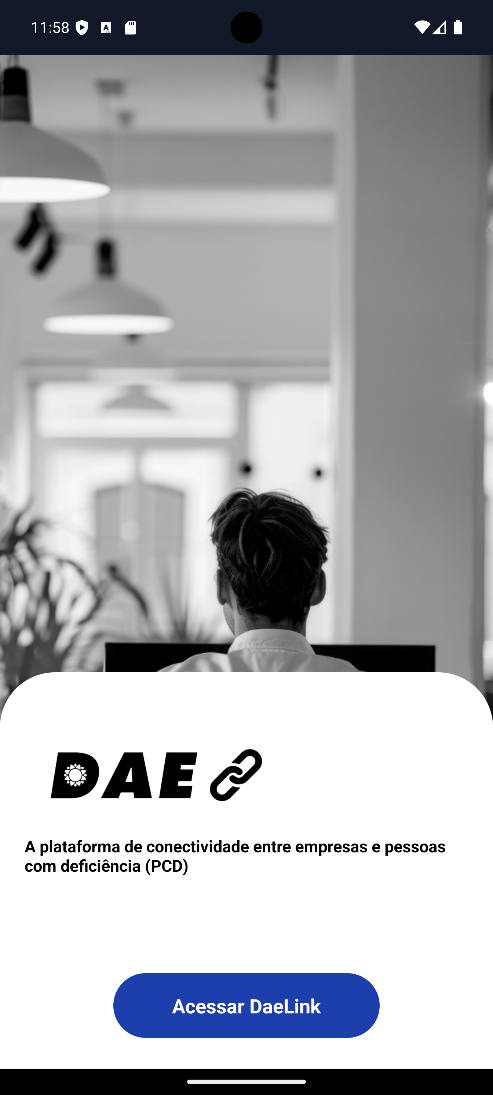 11:58
DAE
A plataforma de conectividade entre empresas e pessoas
com deficiência (PCD)
Acessar DaeLink